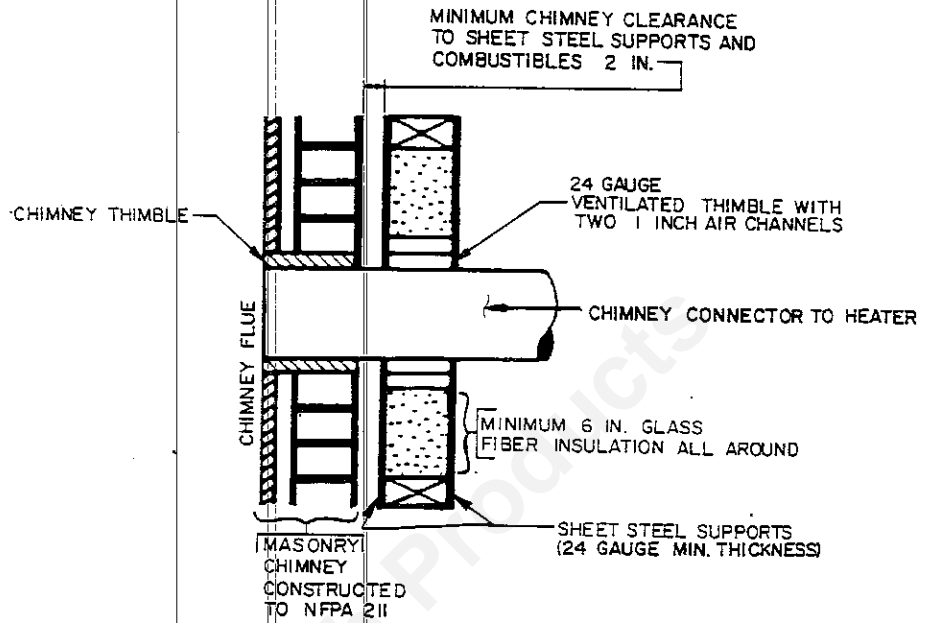 MINIMUM CHIMNEY CLEARANCE
TO SHEET STEEL SUPPORTS AND
COMBUSTIBLES 2 IN.
24 GAUGE
VENTILATED THIMBLE WITH
TWO 1 INCH AIR CHANNELS
CHIMNEY THIMBLE
CHIMNEY CONNECTOR TO HEATER
CHIMNEY FLUE
MINIMUM 6 IN. GLASS
FIBER INSULATION ALL AROUND
SHEET STEEL SUPPORTS
(24 GAUGE MIN. THICKNESS)
MASONRY
CHIMNEY
CONSTRUCTED
TO NFPA 211
Products